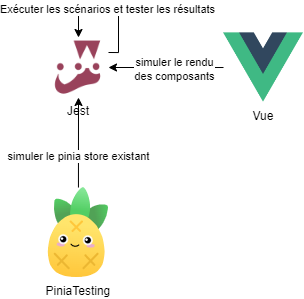 Exécuter les scénarios et tester les résultats
simuler le rendu
des composants
Jest
Vue
simuler le pinia store existant
PiniaTesting